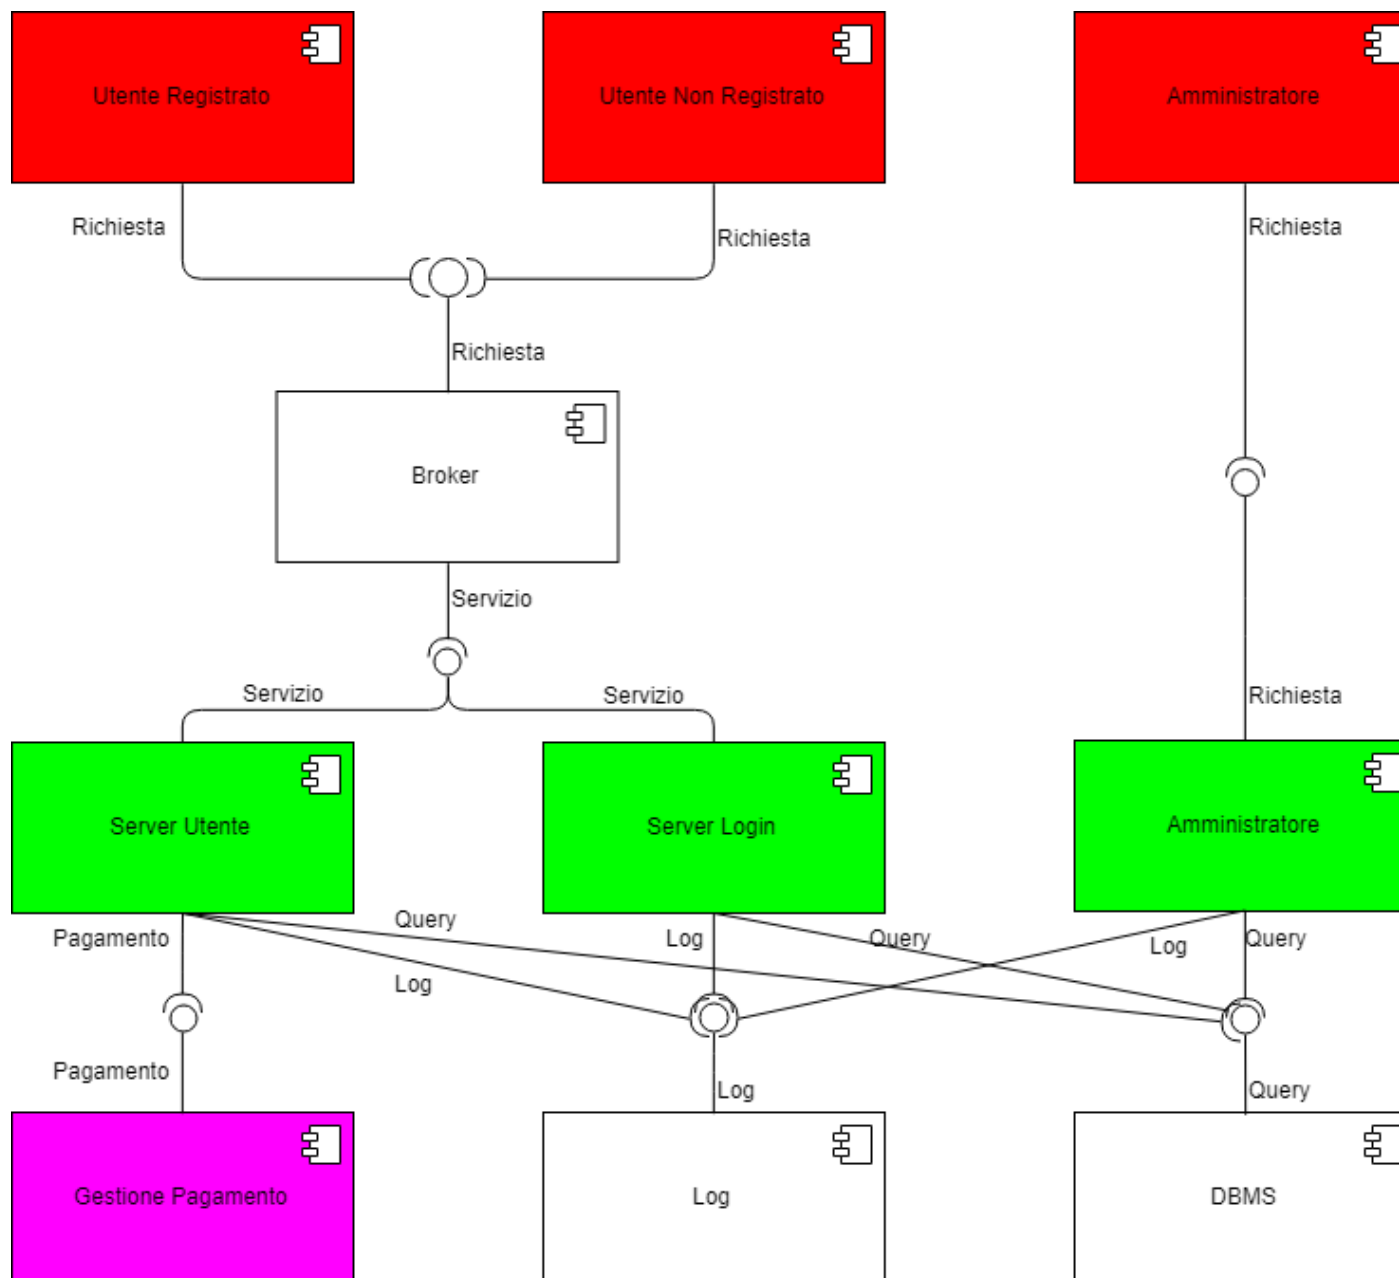 Utente Registrato
Utente Non Registrato
Amministratore
Richiesta
Richiesta
Richiesta
Richiesta
Broker
Servizio
Servizio
Servizio
Richiesta
Server Utente
Server Login
Amministratore
Pagamento
Query
Log
Log
Query
Log
Query
Pagamento
Log
Query
Gestione Pagamento
Log
DBMS